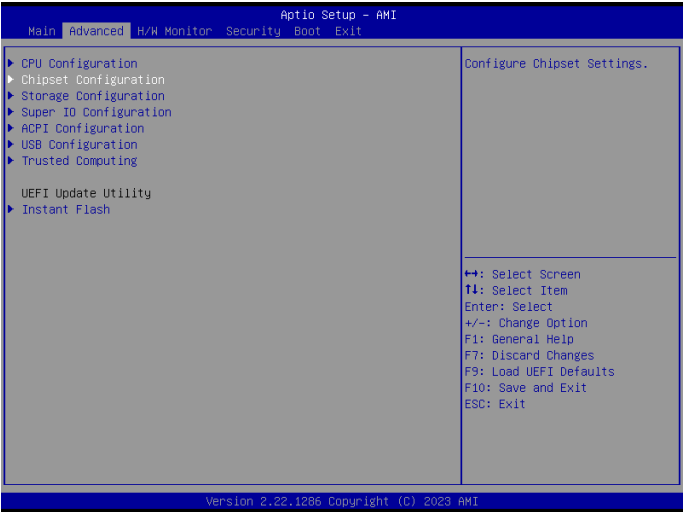 Aptio Setup - AMI
Main Advanced H/W Monitor Security Boot Exit
CPU Configuration
Chipset Configuration
Storage Configuration
Super IO Configuration
ACPI Configuration
USB Configuration
Trusted Computing
UEFI Update Utility
Instant Flash
Configure Chipset Settings.
↔: Select Screen
↑↓: Select Item
Enter: Select
+/-: Change Option
F1: General Help
F7: Discard Changes
F9: Load UEFI Defaults
F10: Save and Exit
ESC: Exit
Version 2.22.1286 Copyright (C) 2023 AMI